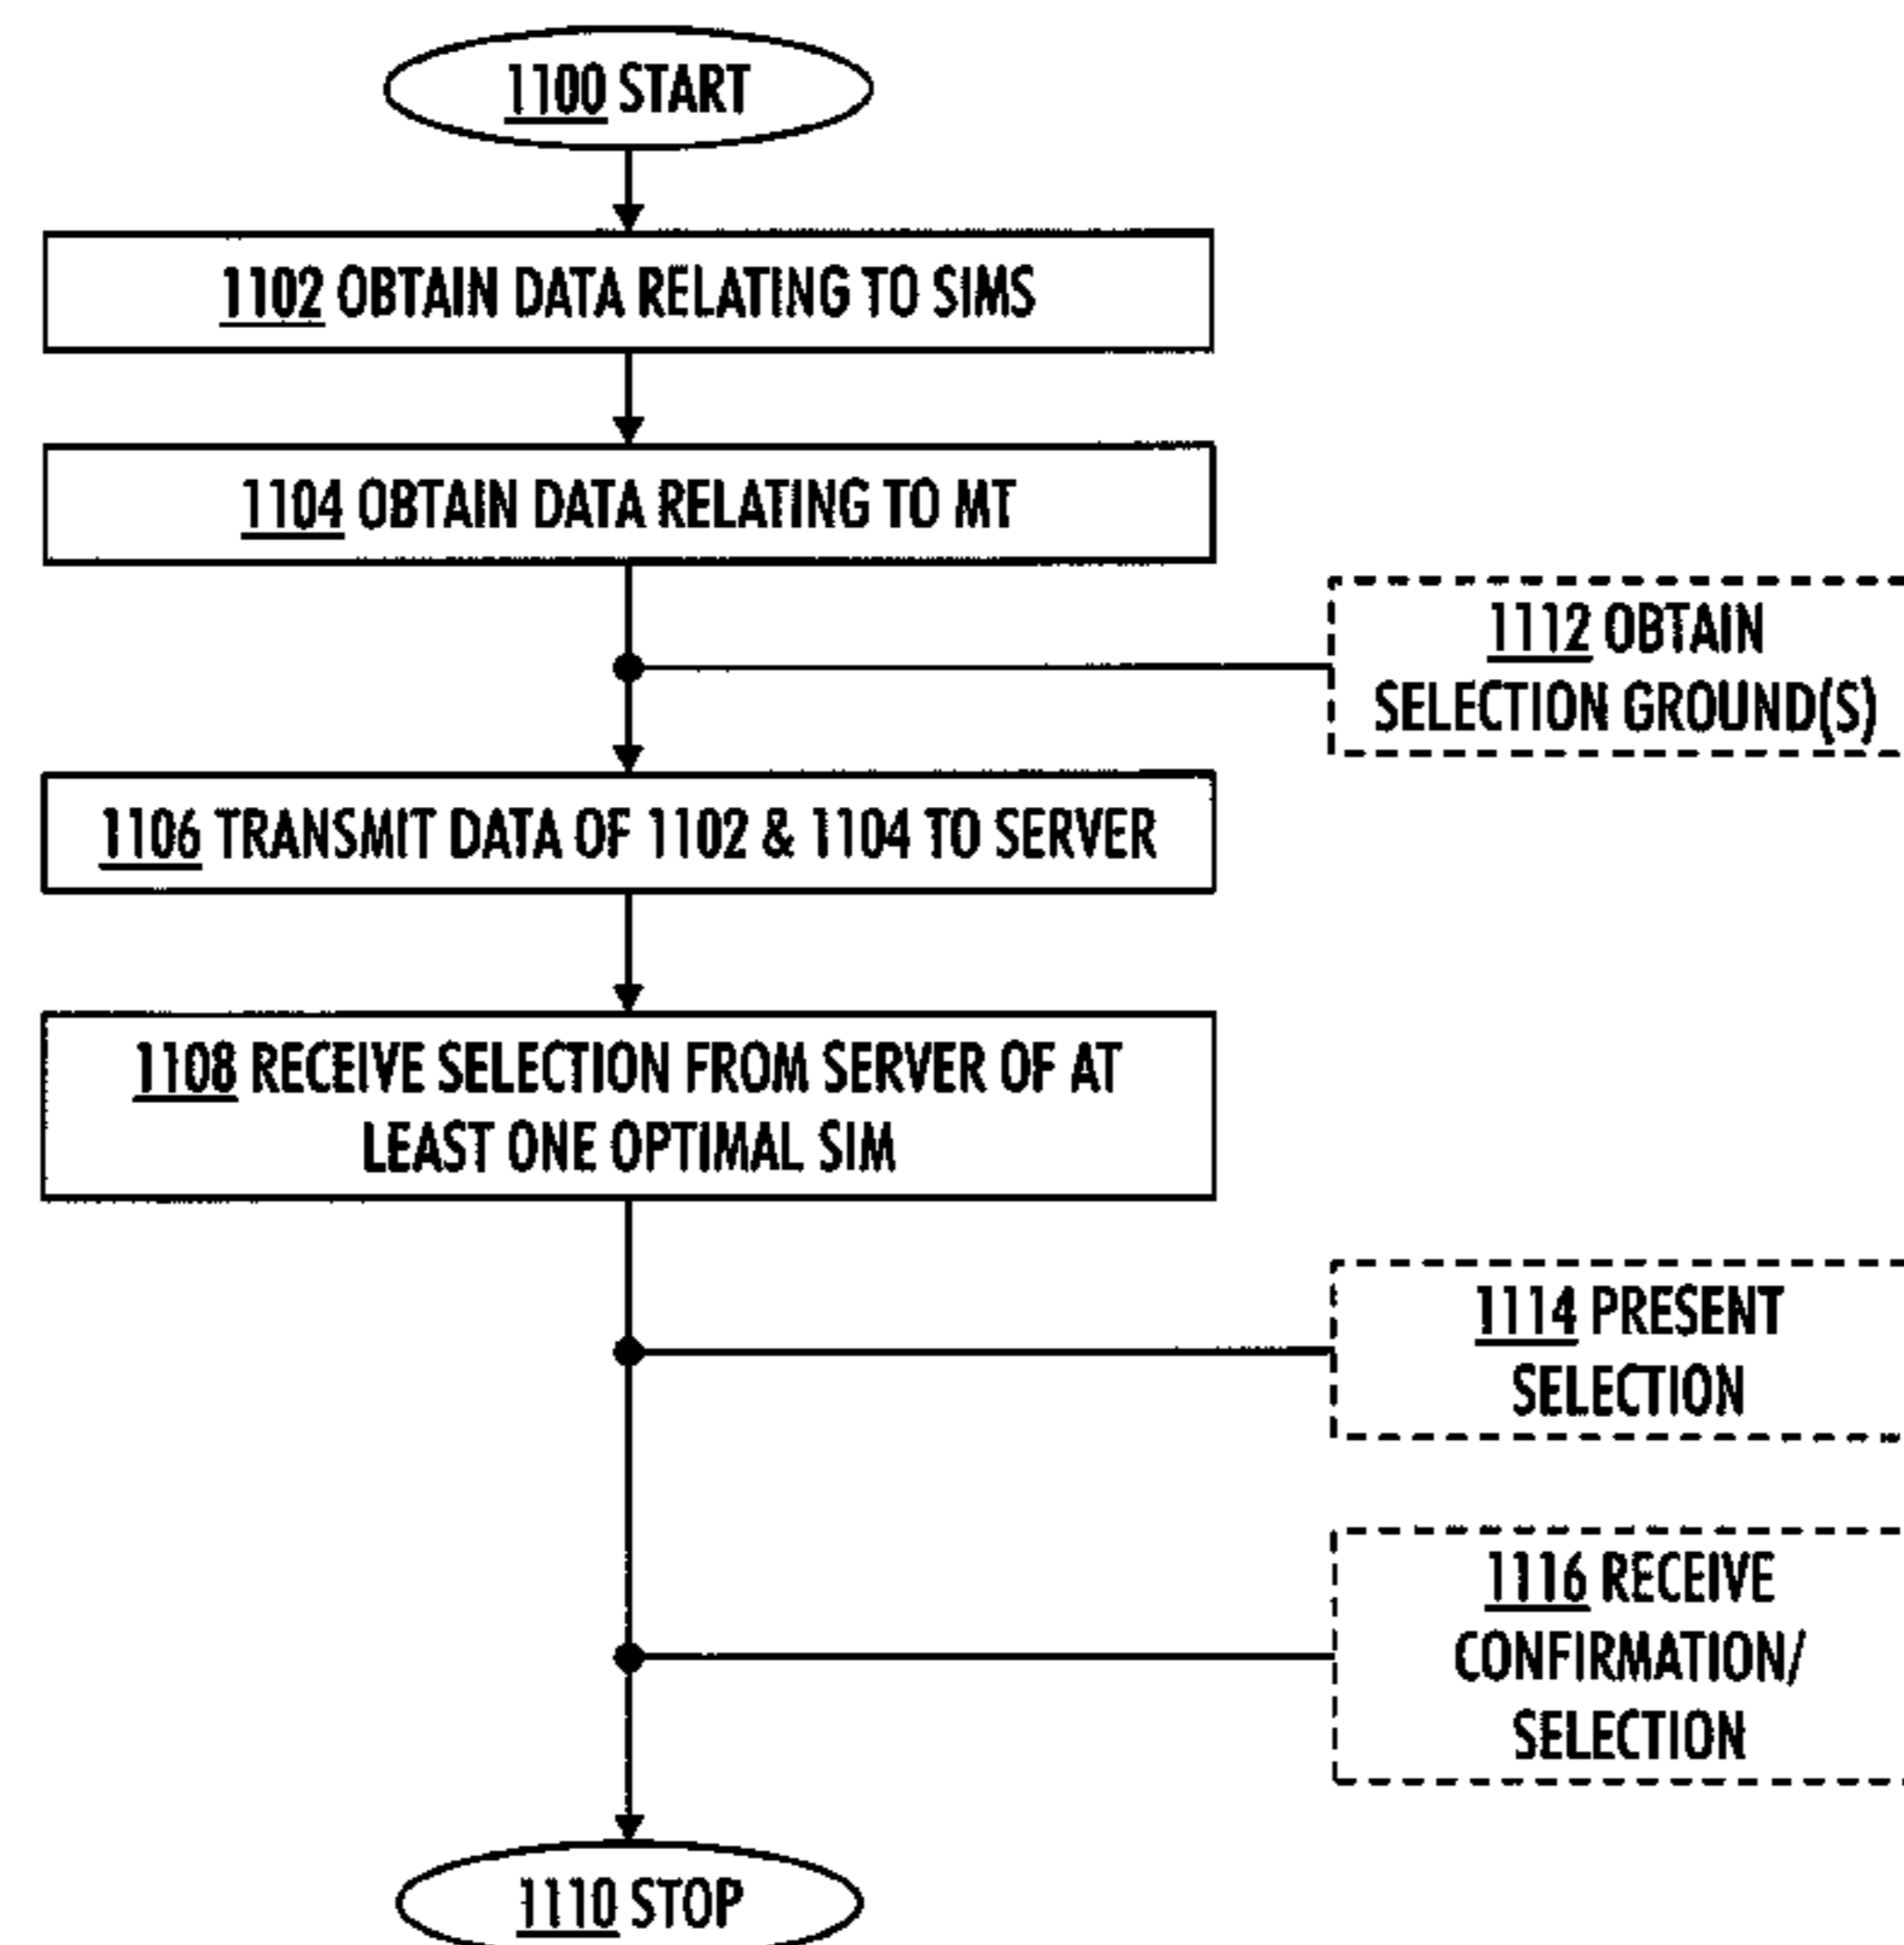 1100 START
1102 OBTAIN DATA RELATING TO SIMS
1104 OBTAIN DATA RELATING TO MT
1112 OBTAIN
SELECTION GROUND(S)
1106 TRANSMIT DATA OF 1102 & 1104 TO SERVER
1108 RECEIVE SELECTION FROM SERVER OF AT
LEAST ONE OPTIMAL SIM
1114 PRESENT
SELECTION
1116 RECEIVE
CONFIRMATION/
SELECTION
1110 STOP